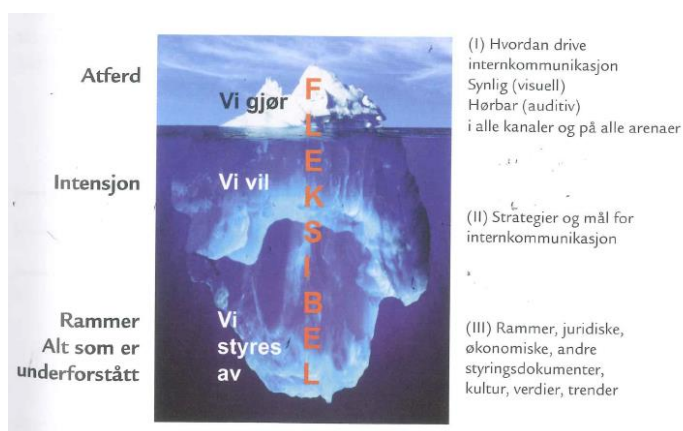 Atferd
Vi gjør
(I) Hvordan drive
internkommunikasjon
Synlig (visuell)
Hørbar (auditiv)
i alle kanaler og på alle arenaer
Intensjon
Vi vil
(II) Strategier og mål for
internkommunikasjon
Rammer
Alt som er
underforstått
Vi
styres
av
(III) Rammer, juridiske,
økonomiske, andre
styringsdokumenter,
kultur, verdier, trender
FLEKSIBEL